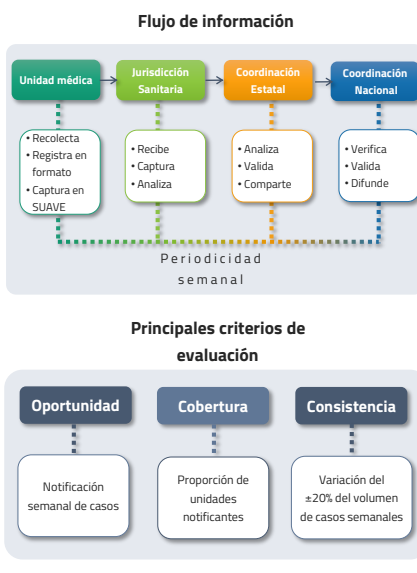 Flujo de información
Unidad médica
Jurisdicción
Sanitaria
Coordinación
Estatal
Coordinación
Nacional
• Recolecta
• Registra en
formato
• Captura en
SUAVE
• Recibe
• Captura
• Analiza
• Analiza
• Valida
• Comparte
• Verifica
• Valida
• Difunde
Periodicidad
semanal
Principales criterios de
evaluación
Oportunidad
Cobertura
Consistencia
Notificación
semanal de casos
Proporción de
unidades
notificantes
Variación del
±20% del volumen
de casos semanales